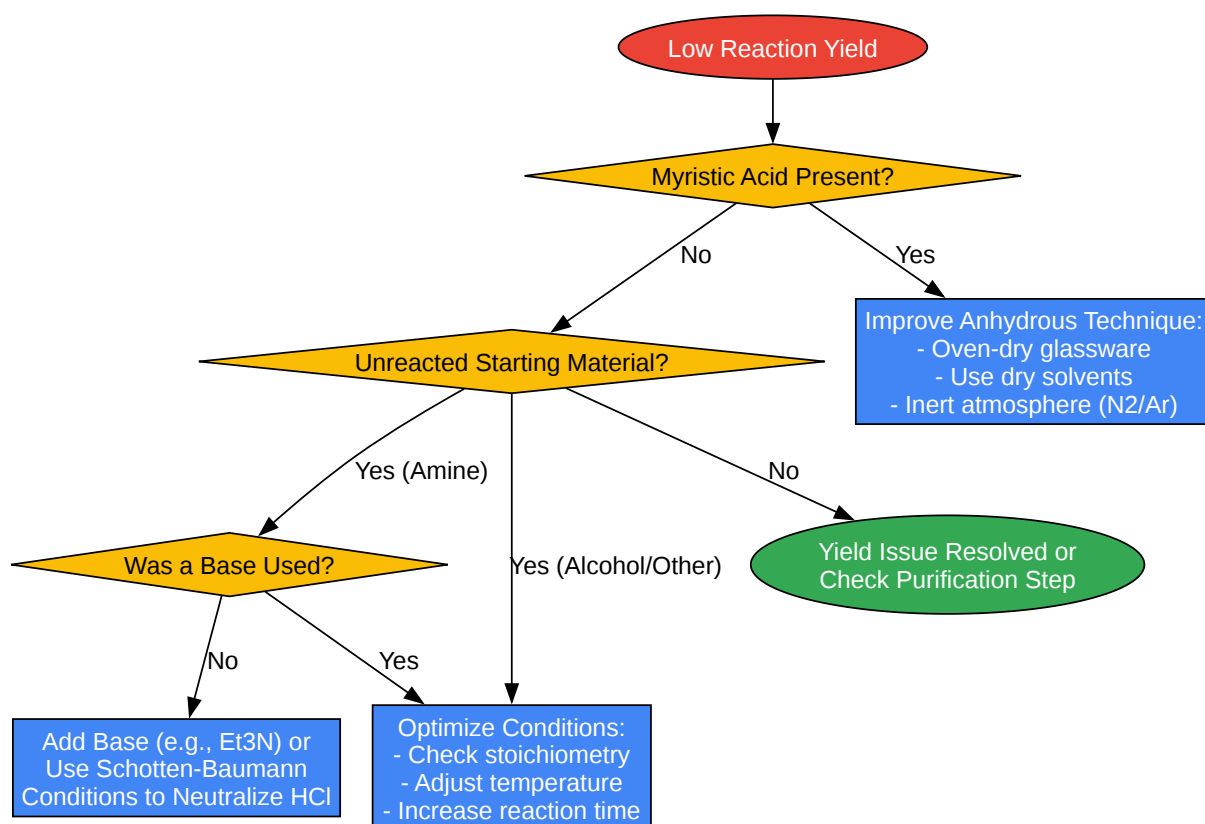 Low Reaction Yield
Myristic Acid Present?
No
Yes
Improve Anhydrous Technique:
- Oven-dry glassware
- Use dry solvents
- Inert atmosphere (N2/Ar)
Unreacted Starting Material?
Yes (Amine)
Yes (Alcohol/Other)
No
Was a Base Used?
Yield Issue Resolved or
Check Purification Step
No
Yes
Add Base (e.g., Et3N) or
Use Schotten-Baumann
Conditions to Neutralize HCl
Optimize Conditions:
- Check stoichiometry
- Adjust temperature
- Increase reaction time